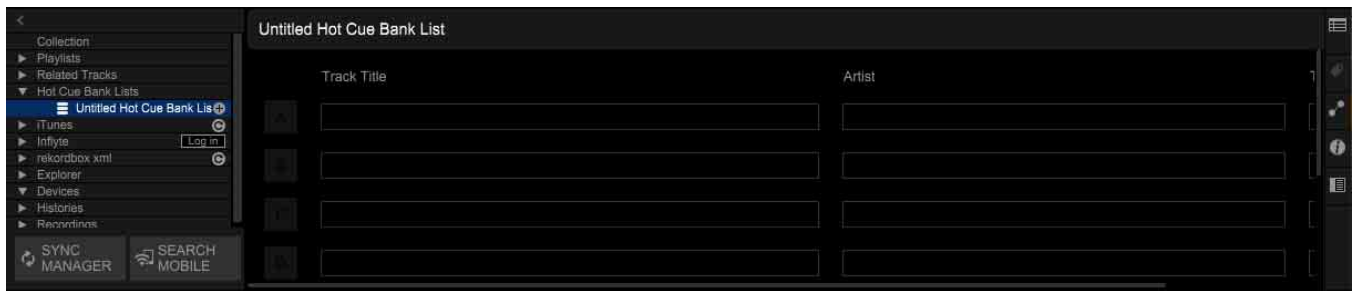 Collection
Playlists
Related Tracks
Hot Cue Bank Lists
Untitled Hot Cue Bank Lis
iTunes
Inflyte
Log in
rekordbox xml
Explorer
Devices
Histories
Recordings
SYNC
MANAGER
SEARCH
MOBILE
Untitled Hot Cue Bank List
Track Title
Artist
A
B
C
D